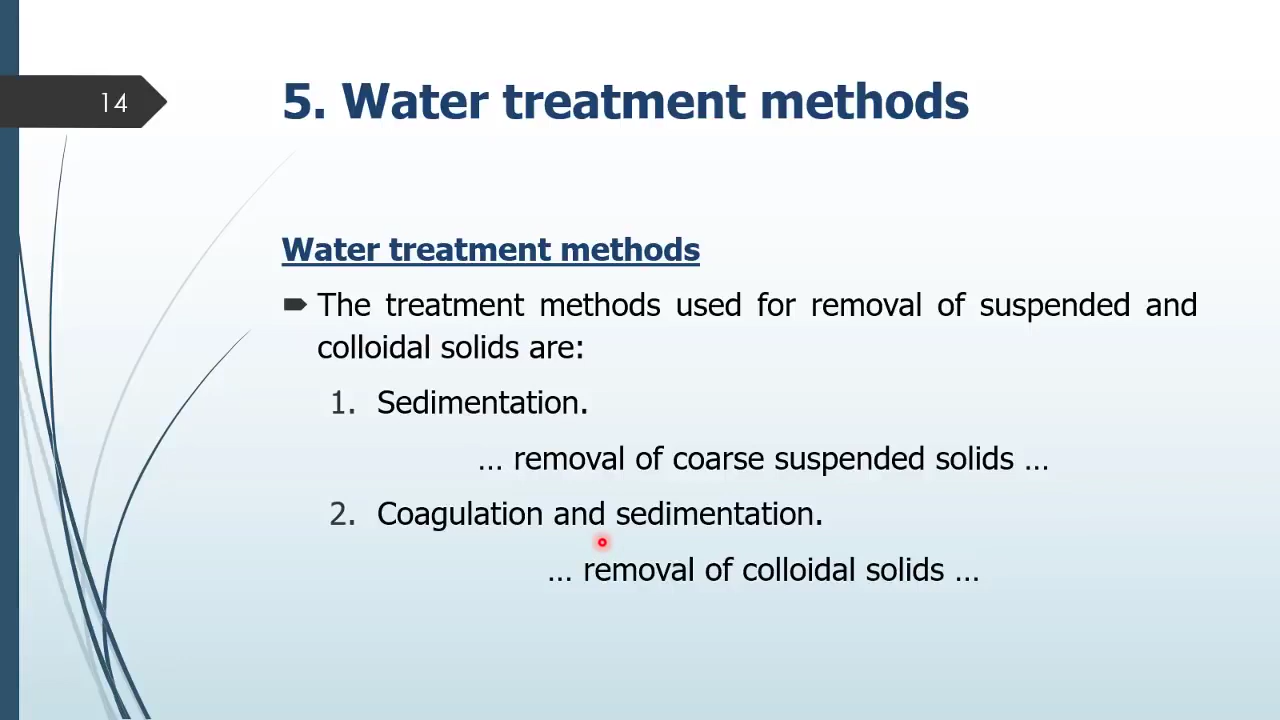 14
5. Water treatment methods
Water treatment methods
The treatment methods used for removal of suspended and
colloidal solids are:
1. Sedimentation.
... removal of coarse suspended solids ...
2. Coagulation and sedimentation.
... removal of colloidal solids ...